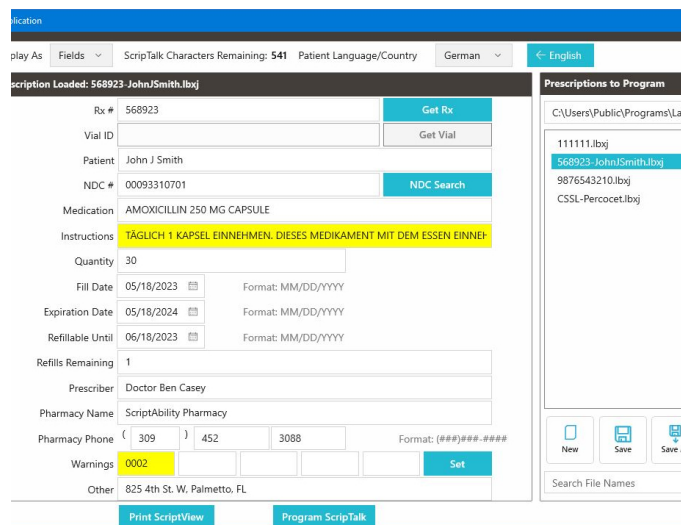 plication
play As Fields ScripTalk Characters Remaining: 541 Patient Language/Country German ← English
scription Loaded: 568923-JohnJSmith.lbxj
Rx # 568923 Get Rx
Vial ID Get Vial
Patient John J Smith
NDC # 00093310701 NDC Search
Medication AMOXICILLIN 250 MG CAPSULE
Instructions TÄGLICH 1 KAPSEL EINNEHMEN. DIESES MEDIKAMENT MIT DEM ESSEN EINNEH
Quantity 30
Fill Date 05/18/2023 Format: MM/DD/YYYY
Expiration Date 05/18/2024 Format: MM/DD/YYYY
Refillable Until 06/18/2023 Format: MM/DD/YYYY
Refills Remaining 1
Prescriber Doctor Ben Casey
Pharmacy Name ScriptAbility Pharmacy
Pharmacy Phone ( 309 ) 452 3088 Format: (###)###-####
Warnings 0002 Set
Other 825 4th St. W, Palmetto, FL
Print ScriptView Program ScripTalk
Prescriptions to Program
C:\Users\Public\Programs\La
111111.lbxj
568923-JohnJSmith.lbxj
9876543210.lbxj
CSSL-Percocet.lbxj
New Save Save
Search File Names